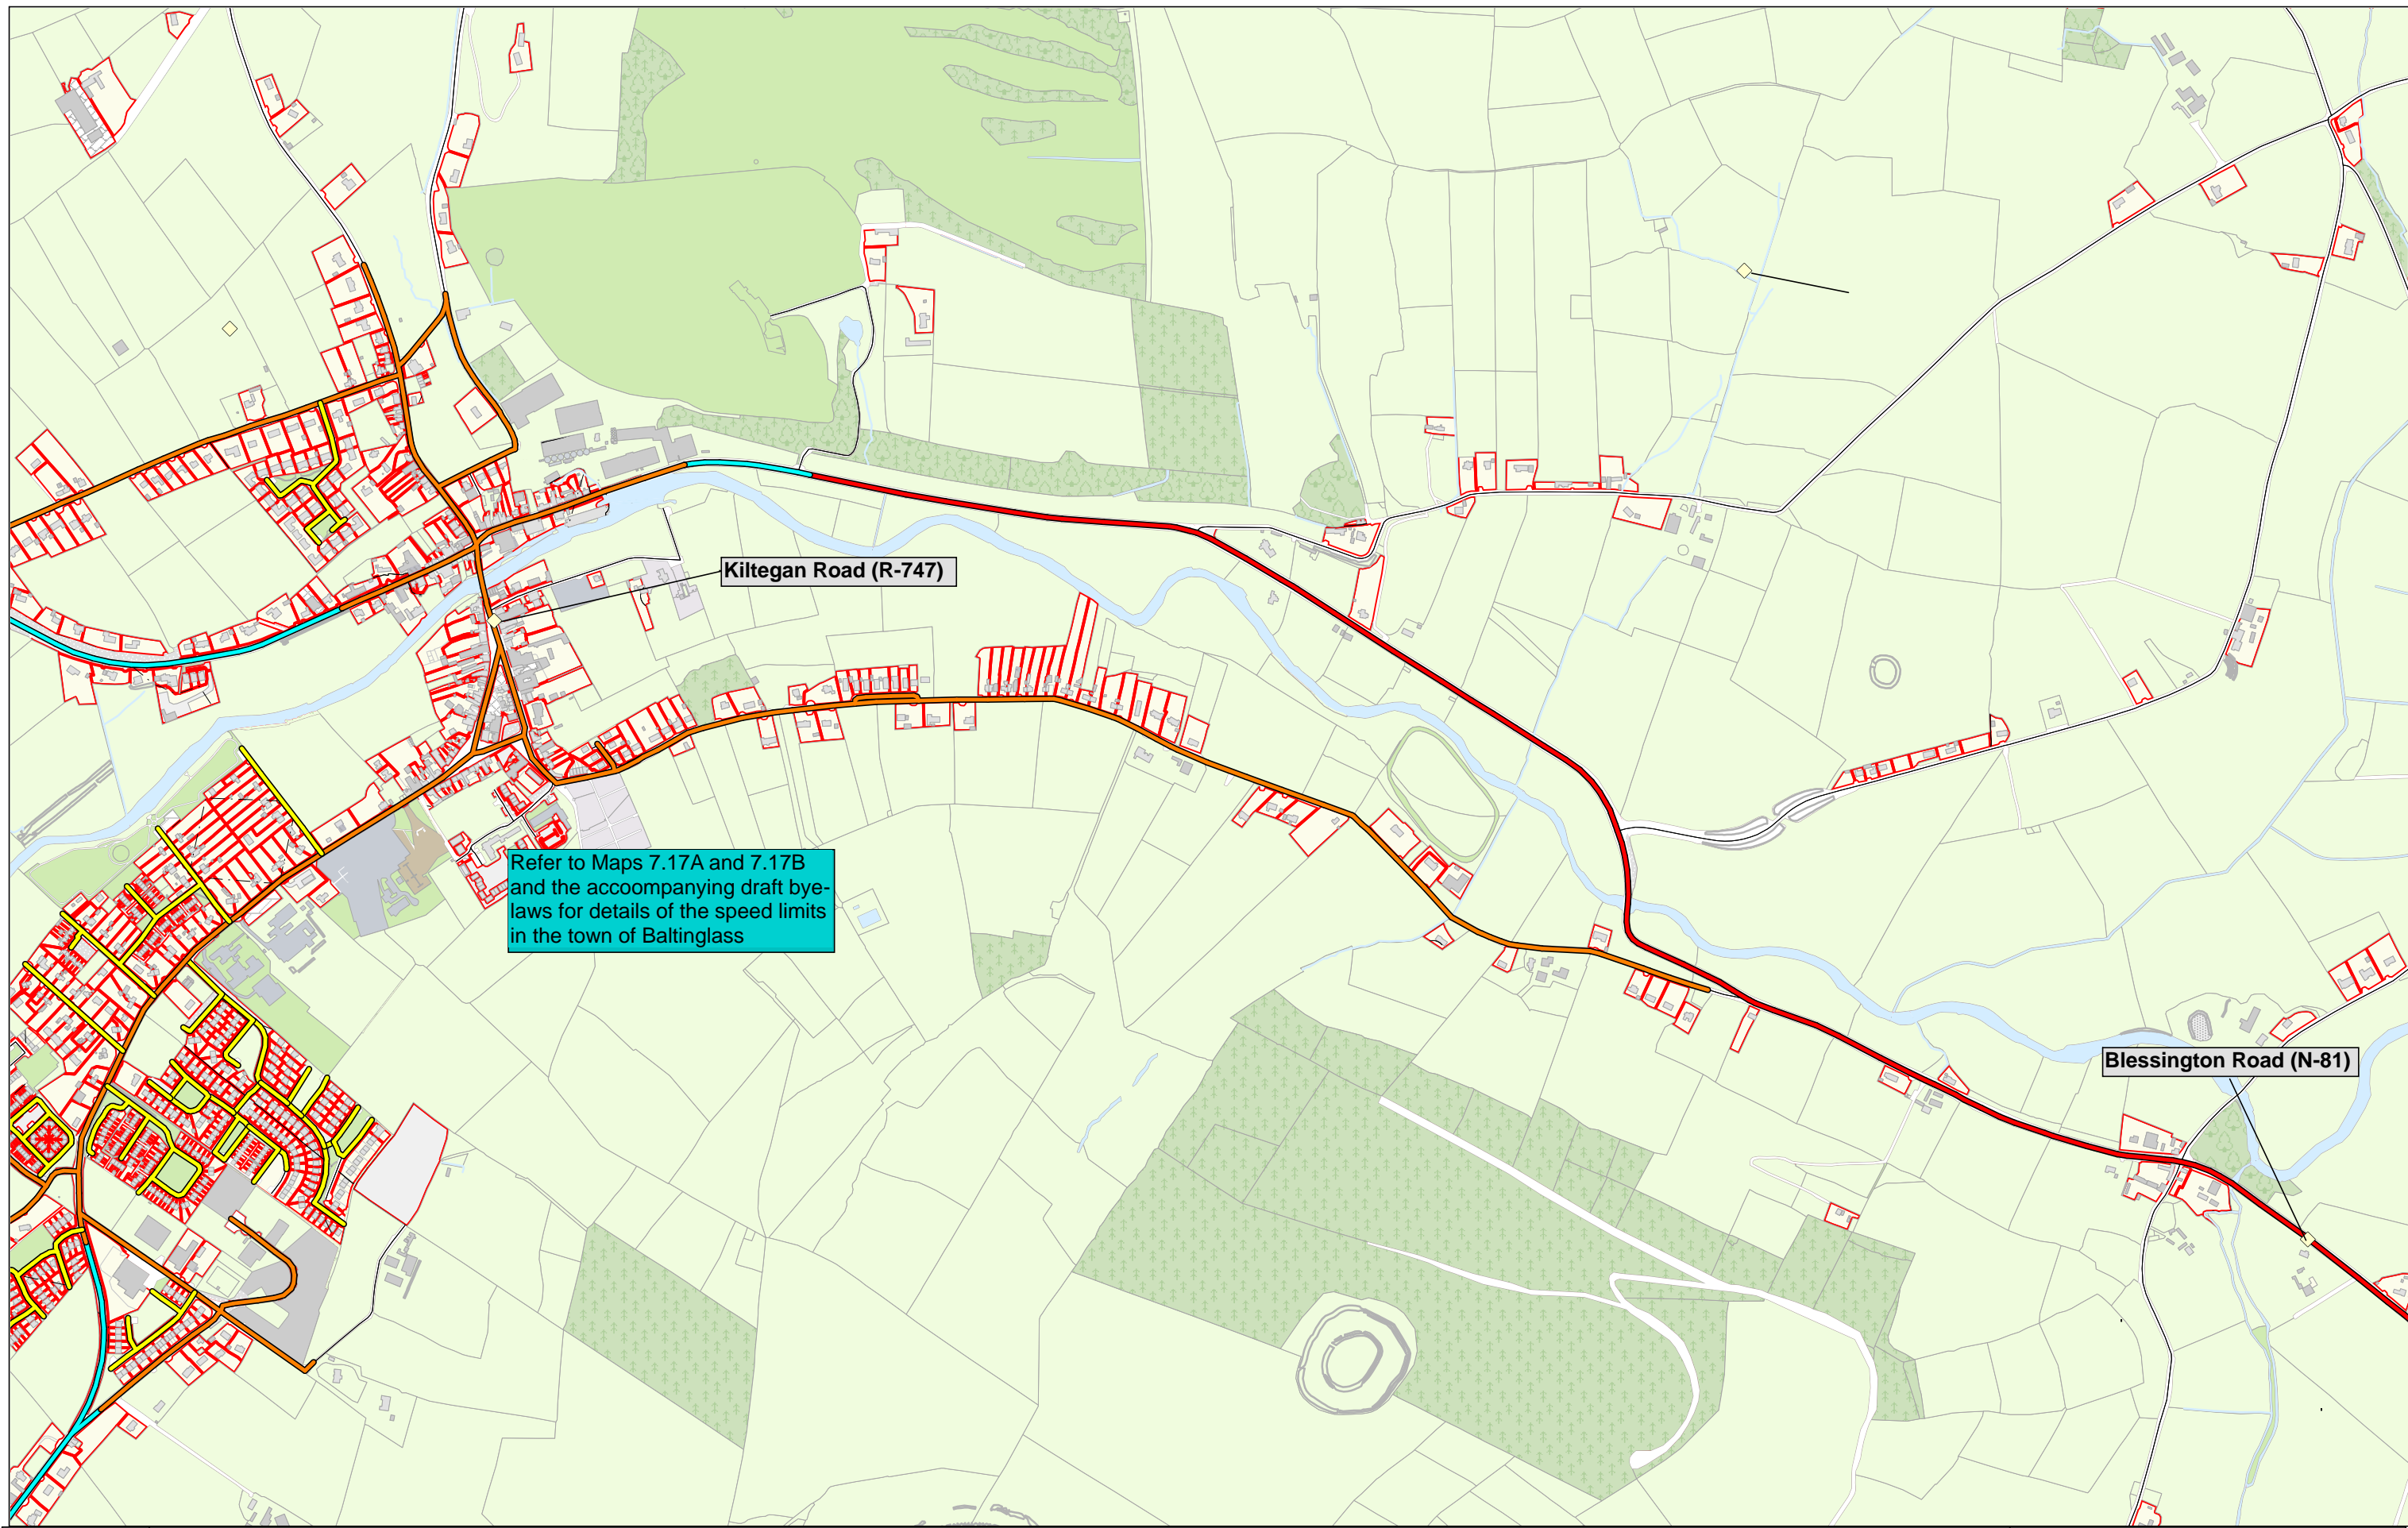 Kiltegan Road (R-747)
Refer to Maps 7.17A and 7.17B
and the accoompanying draft bye-
laws for details of the speed limits
in the town of Baltinglass
Blessington Road (N-81)